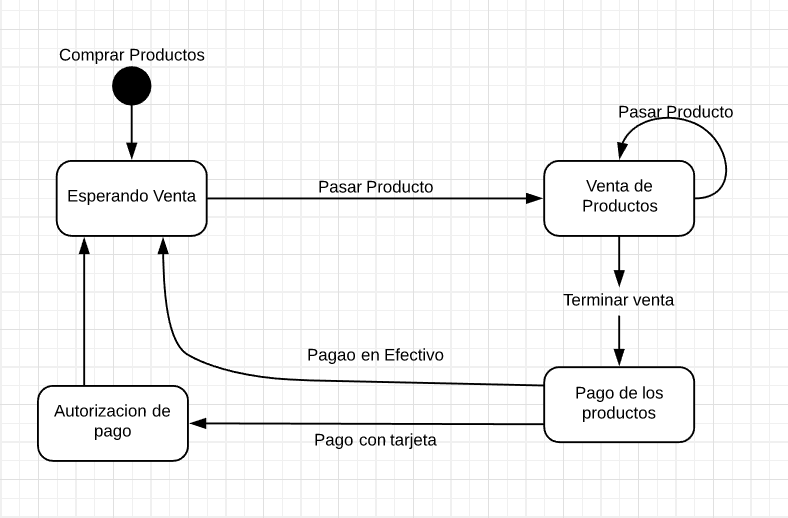 Comprar Productos
Pasar Producto
Esperando Venta
Pasar Producto
Venta de
Productos
Terminar venta
Pagao en Efectivo
Pago de los
productos
Autorizacion de
pago
Pago con tarjeta